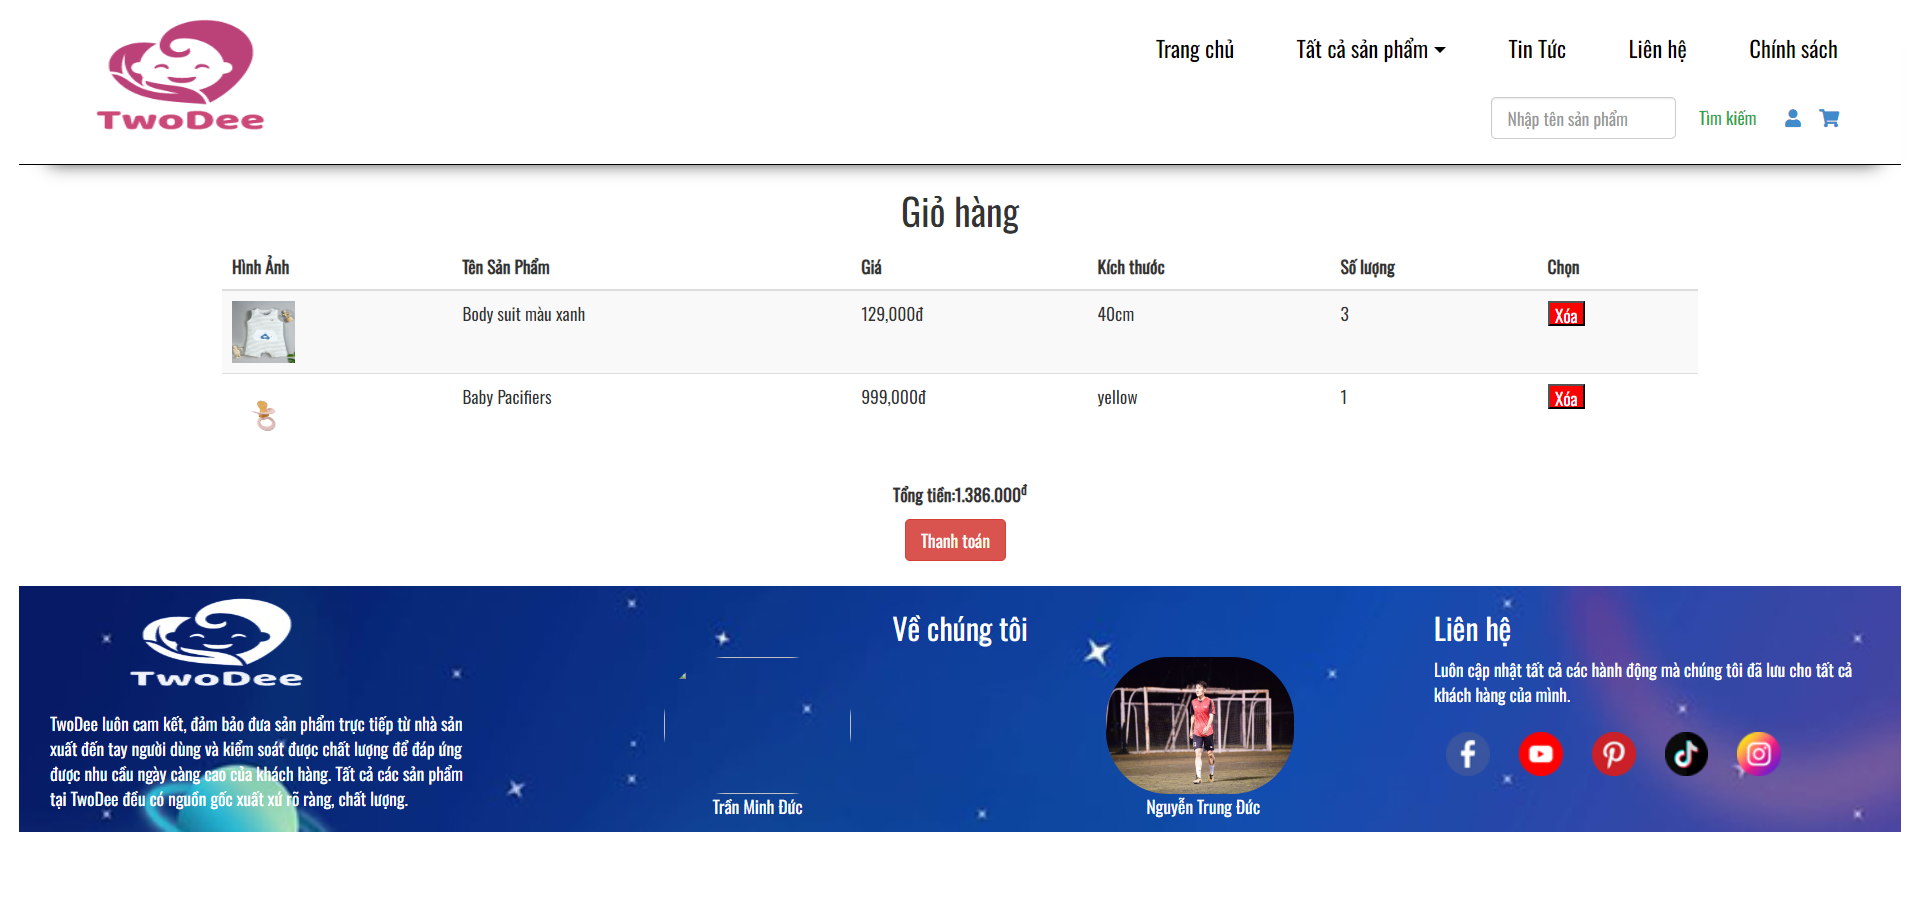 TwoDee
Trang chủ Tất cả sản phẩm Tin Tức Liên hệ Chính sách
Nhập tên sản phẩm Tìm kiếm
Giỏ hàng
Hình Ảnh Tên Sản Phẩm Giá Kích thước Số lượng Chọn
Body suit màu xanh 129,000đ 40cm 3 Xóa
Baby Pacifiers 999,000đ yellow 1 Xóa
Tổng tiền:1.386.000đ
Thanh toán
TwoDee
TwoDee luôn cam kết, đảm bảo đưa sản phẩm trực tiếp từ nhà sản
xuất đến tay người dùng và kiểm soát được chất lượng để đáp ứng
được nhu cầu ngày càng cao của khách hàng. Tất cả các sản phẩm
tại TwoDee đều có nguồn gốc xuất xứ rõ ràng, chất lượng.
Về chúng tôi
Trần Minh Đức
Nguyễn Trung Đức
Liên hệ
Luôn cập nhật tất cả các hành động mà chúng tôi đã lưu cho tất cả
khách hàng của mình.